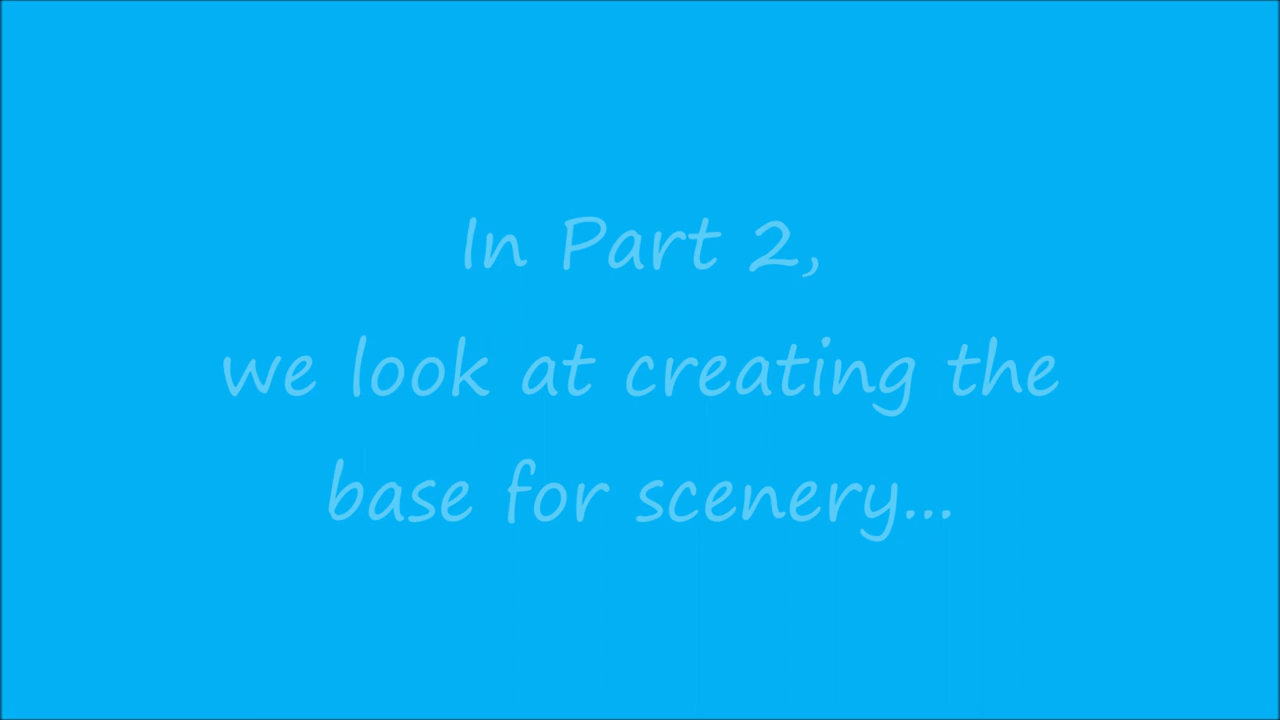 In Part 2,
we look at creating the
base for scenery...